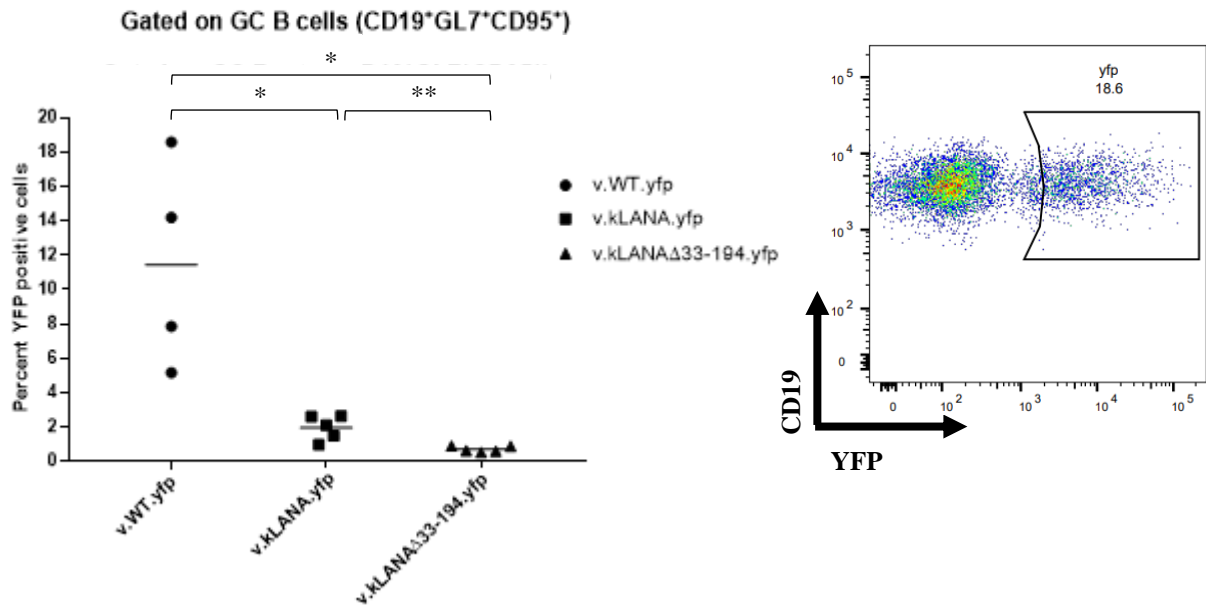 Gated on GC B cells (CD19⁺GL7⁺CD95⁺)
*
*
**
20
18
16
14
12
10
8
6
4
2
0
Percent YFP positive cells
v.WT.yfp
v.kLANA.yfp
v.kLANAΔ33-194.yfp
v.WT.yfp
v.kLANA.yfp
v.kLANAΔ33-194.yfp
yfp
18.6
10⁵
10⁴
10³
10²
0
0
10²
10³
10⁴
10⁵
CD19
YFP